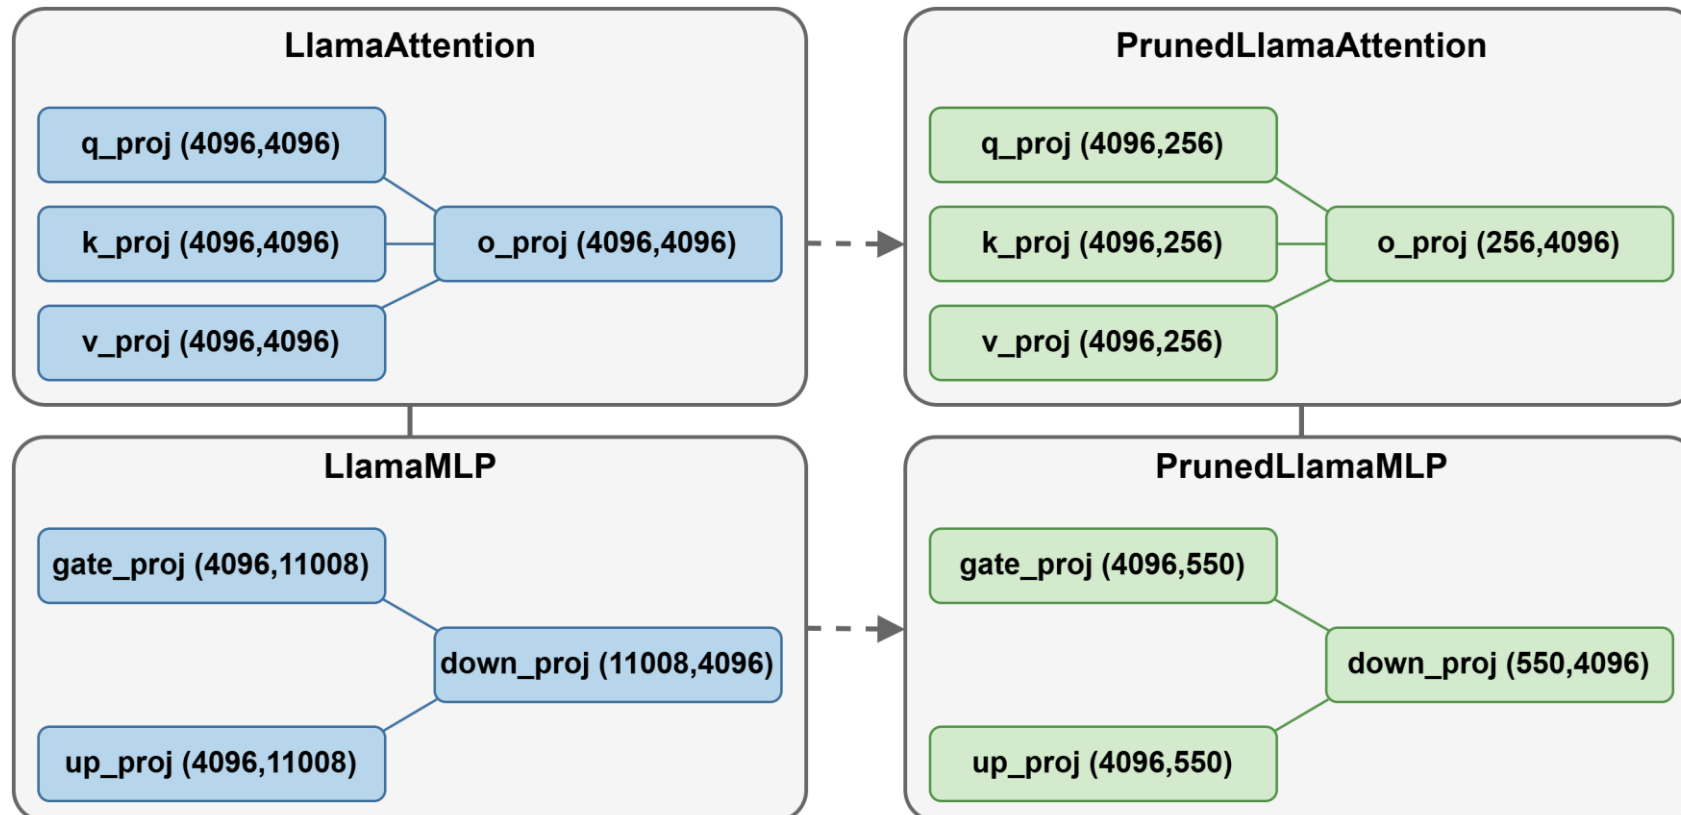 LlamaAttention
q_proj (4096,4096)
k_proj (4096,4096)
v_proj (4096,4096)
o_proj (4096,4096)
PrunedLlamaAttention
q_proj (4096,256)
k_proj (4096,256)
v_proj (4096,256)
o_proj (256,4096)
LlamaMLP
gate_proj (4096,11008)
up_proj (4096,11008)
down_proj (11008,4096)
PrunedLlamaMLP
gate_proj (4096,550)
up_proj (4096,550)
down_proj (550,4096)